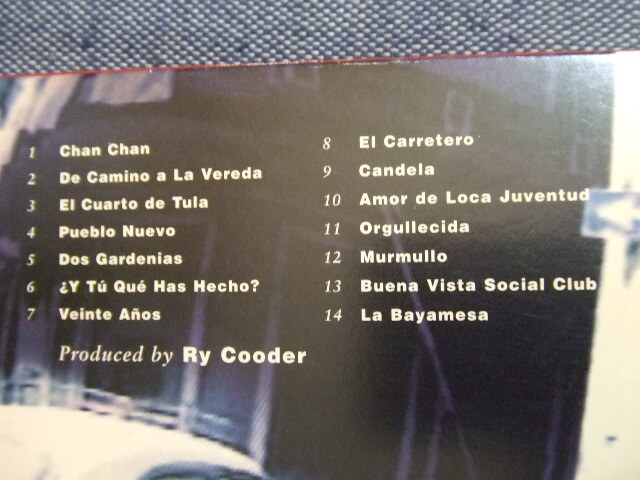 1 Chan Chan
2 De Camino a La Vereda
3 El Cuarto de Tula
4 Pueblo Nuevo
5 Dos Gardenias
6 ¿Y Tú Qué Has Hecho?
7 Veinte Años
Produced by Ry Cooder
8 El Carretero
9 Candela
10 Amor de Loca Juventud
11 Orgullecida
12 Murmullo
13 Buena Vista Social Club
14 La Bayamesa